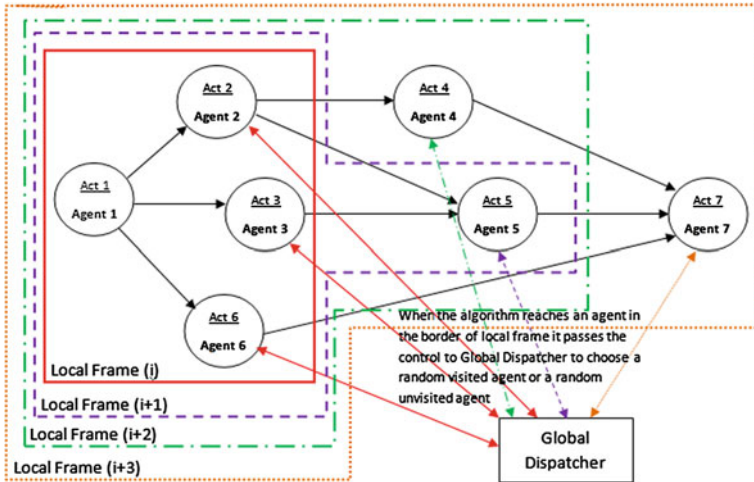 Act 2
Agent 2
Act 4
Agent 4
Act 1
Agent 1
Act 3
Agent 3
Act 5
Agent 5
Act 7
Agent 7
Act 6
Agent 6
When the algorithm reaches an agent in
the border of local frame it passes the
control to Global Dispatcher to choose a
random visited agent or a random
unvisited agent
Local Frame (i)
Local Frame (i+1)
Local Frame (i+2)
Local Frame (i+3)
Global
Dispatcher